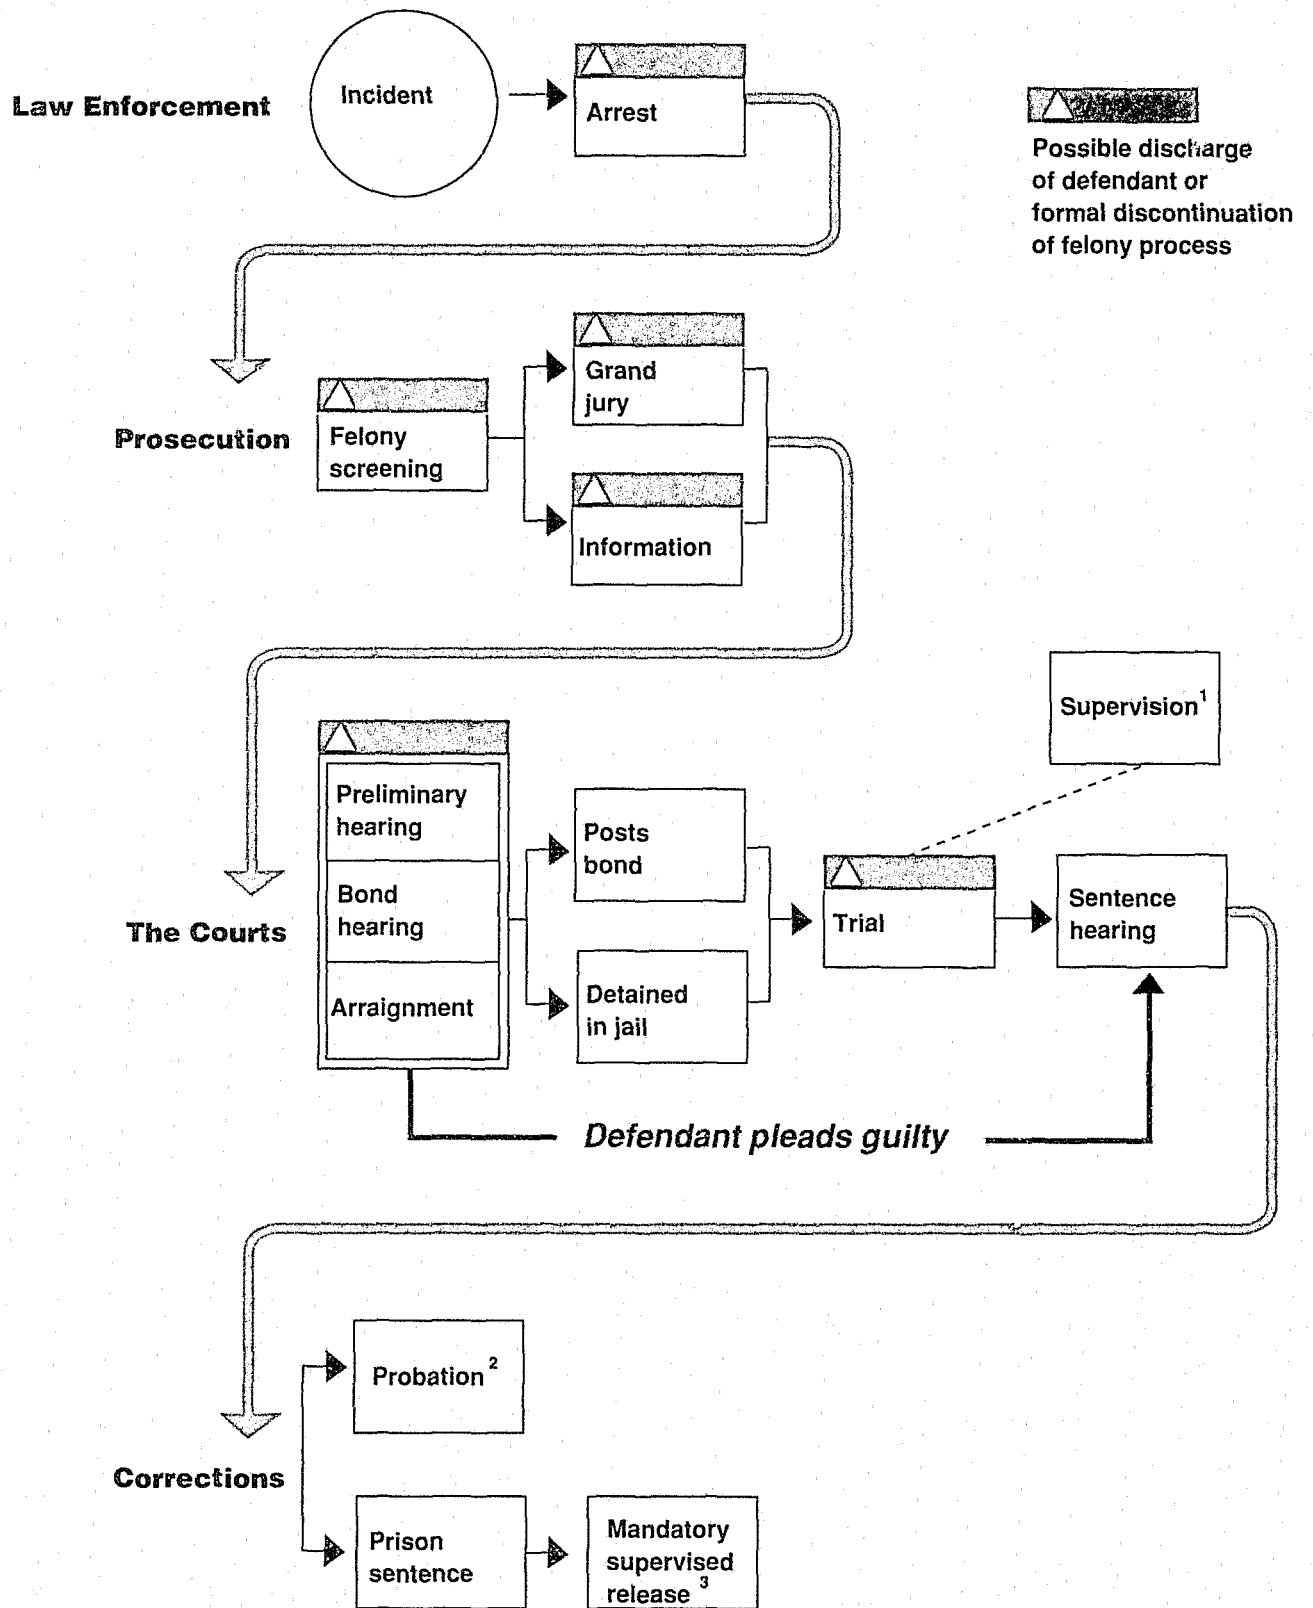 Law Enforcement
Incident
Arrest
Possible discharge
of defendant or
formal discontinuation
of felony process
Prosecution
Felony
screening
Grand
jury
Information
The Courts
Preliminary
hearing
Bond
hearing
Arraignment
Posts
bond
Detained
in jail
Trial
Supervision¹
Sentence
hearing
Defendant pleads guilty
Corrections
Probation²
Prison
sentence
Mandatory
supervised
release ³